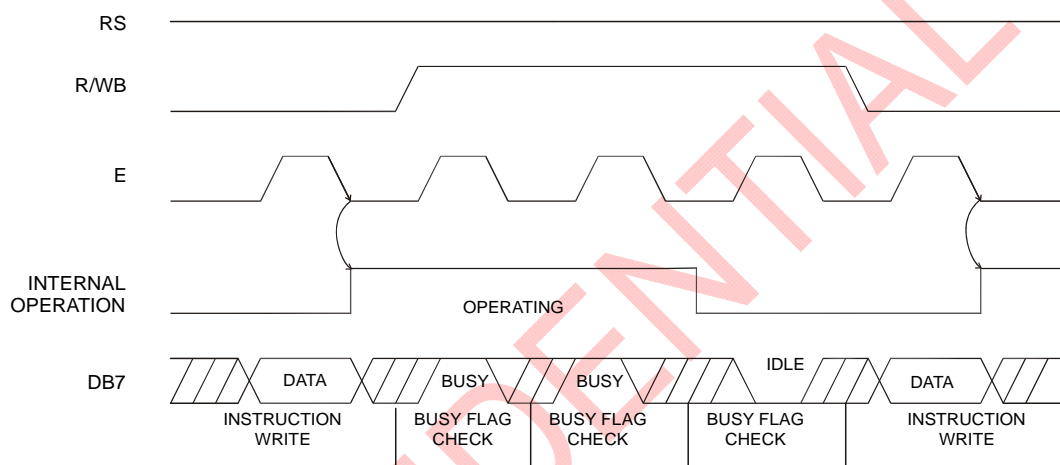 RS
R/WB
E
INTERNAL
OPERATION
OPERATING
DB7
DATA
BUSY
BUSY
IDLE
DATA
INSTRUCTION
WRITE
BUSY FLAG
CHECK
BUSY FLAG
CHECK
BUSY FLAG
CHECK
INSTRUCTION
WRITE
IDENTIAL